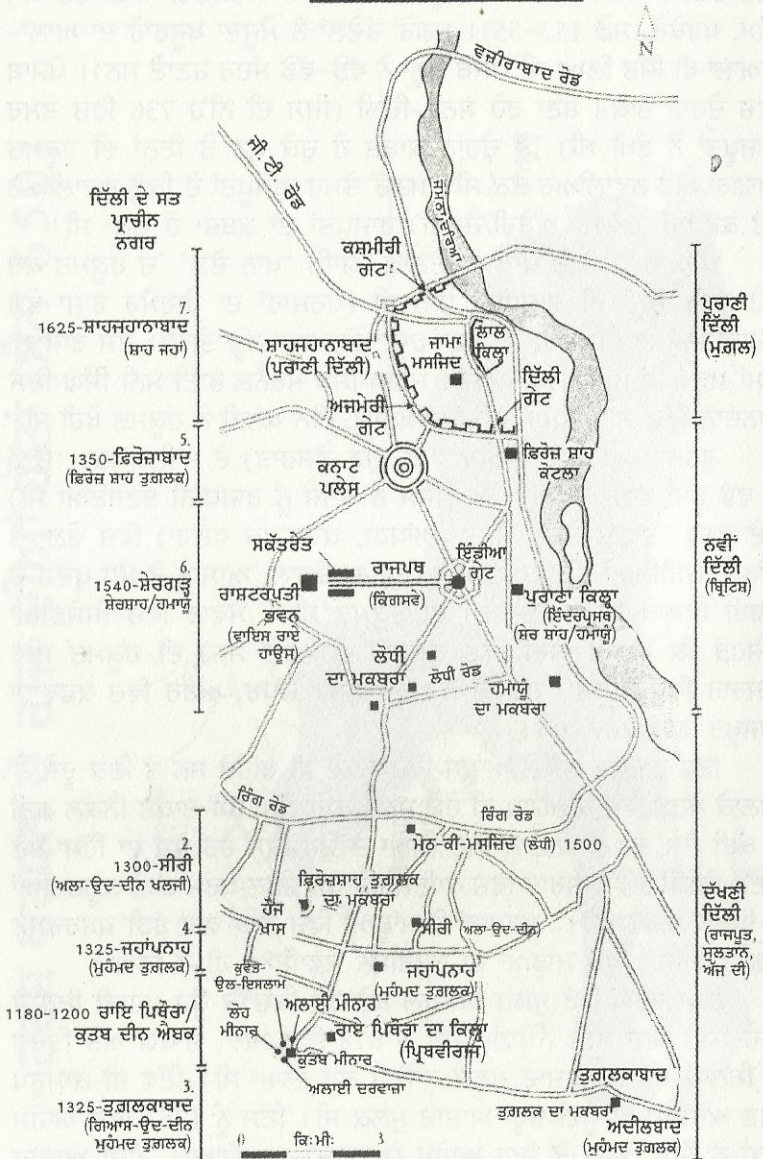 N
ਵਜ਼ੀਰਾਬਾਦ ਰੋਡ
ਜੀ.ਟੀ. ਰੋਡ
ਦਿੱਲੀ ਦੇ ਸਤ
ਪ੍ਰਾਚੀਨ
ਨਗਰ
ਕਸ਼ਮੀਰੀ
ਗੇਟ
7.
1625-ਸ਼ਾਹਜਹਾਨਾਬਾਦ
(ਸ਼ਾਹ ਜਹਾਂ)
ਸ਼ਾਹਜਹਾਨਾਬਾਦ
(ਪੁਰਾਣੀ ਦਿੱਲੀ)
ਜਾਮਾ
ਮਸਜਿਦ
ਲਾਲ
ਕਿਲ੍ਹਾ
ਪੁਰਾਣੀ
ਦਿੱਲੀ
(ਮੁਗ਼ਲ)
ਅਜਮੇਰੀ
ਗੇਟ
ਦਿੱਲੀ
ਗੇਟ
5.
1350-ਫ਼ਿਰੋਜ਼ਾਬਾਦ
(ਫ਼ਿਰੋਜ਼ ਸ਼ਾਹ ਤੁਗ਼ਲਕ)
ਕਨਾਟ
ਪਲੇਸ
ਫ਼ਿਰੋਜ਼ ਸ਼ਾਹ
ਕੋਟਲਾ
6.
1540-ਸ਼ੇਰਗੜ੍ਹ
ਸ਼ੇਰਸ਼ਾਹ/ਹਮਾਯੂੰ
ਸਕੱਤਰੇਤ
ਰਾਜਪਥ
(ਕਿੰਗਸਵੇ)
ਇੰਡੀਆ
ਗੇਟ
ਨਵੀਂ
ਦਿੱਲੀ
(ਬ੍ਰਿਟਿਸ਼)
ਰਾਸ਼ਟਰਪਤੀ
ਭਵਨ
(ਵਾਇਸ ਰਾਏ
ਹਾਊਸ)
ਪੁਰਾਣਾ ਕਿਲ੍ਹਾ
(ਇੰਦਰਪ੍ਰਸਥ)
ਸ਼ੇਰ ਸ਼ਾਹ/ਹਮਾਯੂੰ
ਲੋਧੀ
ਦਾ ਮਕਬਰਾ
ਲੋਧੀ ਰੋਡ
ਹਮਾਯੂੰ
ਦਾ ਮਕਬਰਾ
ਰਿੰਗ ਰੋਡ
ਰਿੰਗ ਰੋਡ
2.
1300-ਸੀਰੀ
(ਅਲਾ-ਉਦ-ਦੀਨ ਖਲਜੀ)
ਮੋਠ-ਕੀ-ਮਸਜਿਦ (ਲੋਧੀ) 1500
ਫ਼ਿਰੋਜ਼ਸ਼ਾਹ ਤੁਗ਼ਲਕ
ਦਾ ਮਕਬਰਾ
ਹੌਜ਼
ਖਾਸ
ਸੀਰੀ (ਅਲਾ-ਉਦ-ਦੀਨ)
ਦੱਖਣੀ
ਦਿੱਲੀ
(ਰਾਜਪੂਤ,
ਸੁਲਤਾਨ,
ਅੱਜ ਦੀ)
4.
1325-ਜਹਾਂਪਨਾਹ
(ਮੁਹੰਮਦ ਤੁਗ਼ਲਕ)
ਕੁਵੱਤ-
ਉਲ-ਇਸਲਾਮ
ਜਹਾਂਪਨਾਹ
(ਮੁਹੰਮਦ ਤੁਗ਼ਲਕ)
1180-1200 ਰਾਇ ਪਿਥੌਰਾ/
ਕੁਤਬ ਦੀਨ ਐਬਕ
ਲੋਹ
ਮੀਨਾਰ
ਅਲਾਈ ਮੀਨਾਰ
ਰਾਇ ਪਿਥੌਰਾ ਦਾ ਕਿਲ੍ਹਾ
(ਪ੍ਰਿਥਵੀਰਾਜ)
ਕੁਤਬ ਮੀਨਾਰ
ਅਲਾਈ ਦਰਵਾਜ਼ਾ
3.
1325-ਤੁਗ਼ਲਕਾਬਾਦ
(ਗਿਆਸ-ਉਦ-ਦੀਨ
ਮੁਹੰਮਦ ਤੁਗ਼ਲਕ)
ਤੁਗ਼ਲਕਾਬਾਦ
ਤੁਗ਼ਲਕ ਦਾ ਮਕਬਰਾ
ਅਦੀਲਬਾਦ
(ਮੁਹੰਮਦ ਤੁਗ਼ਲਕ)
0 ਕਿ:ਮੀ: 3